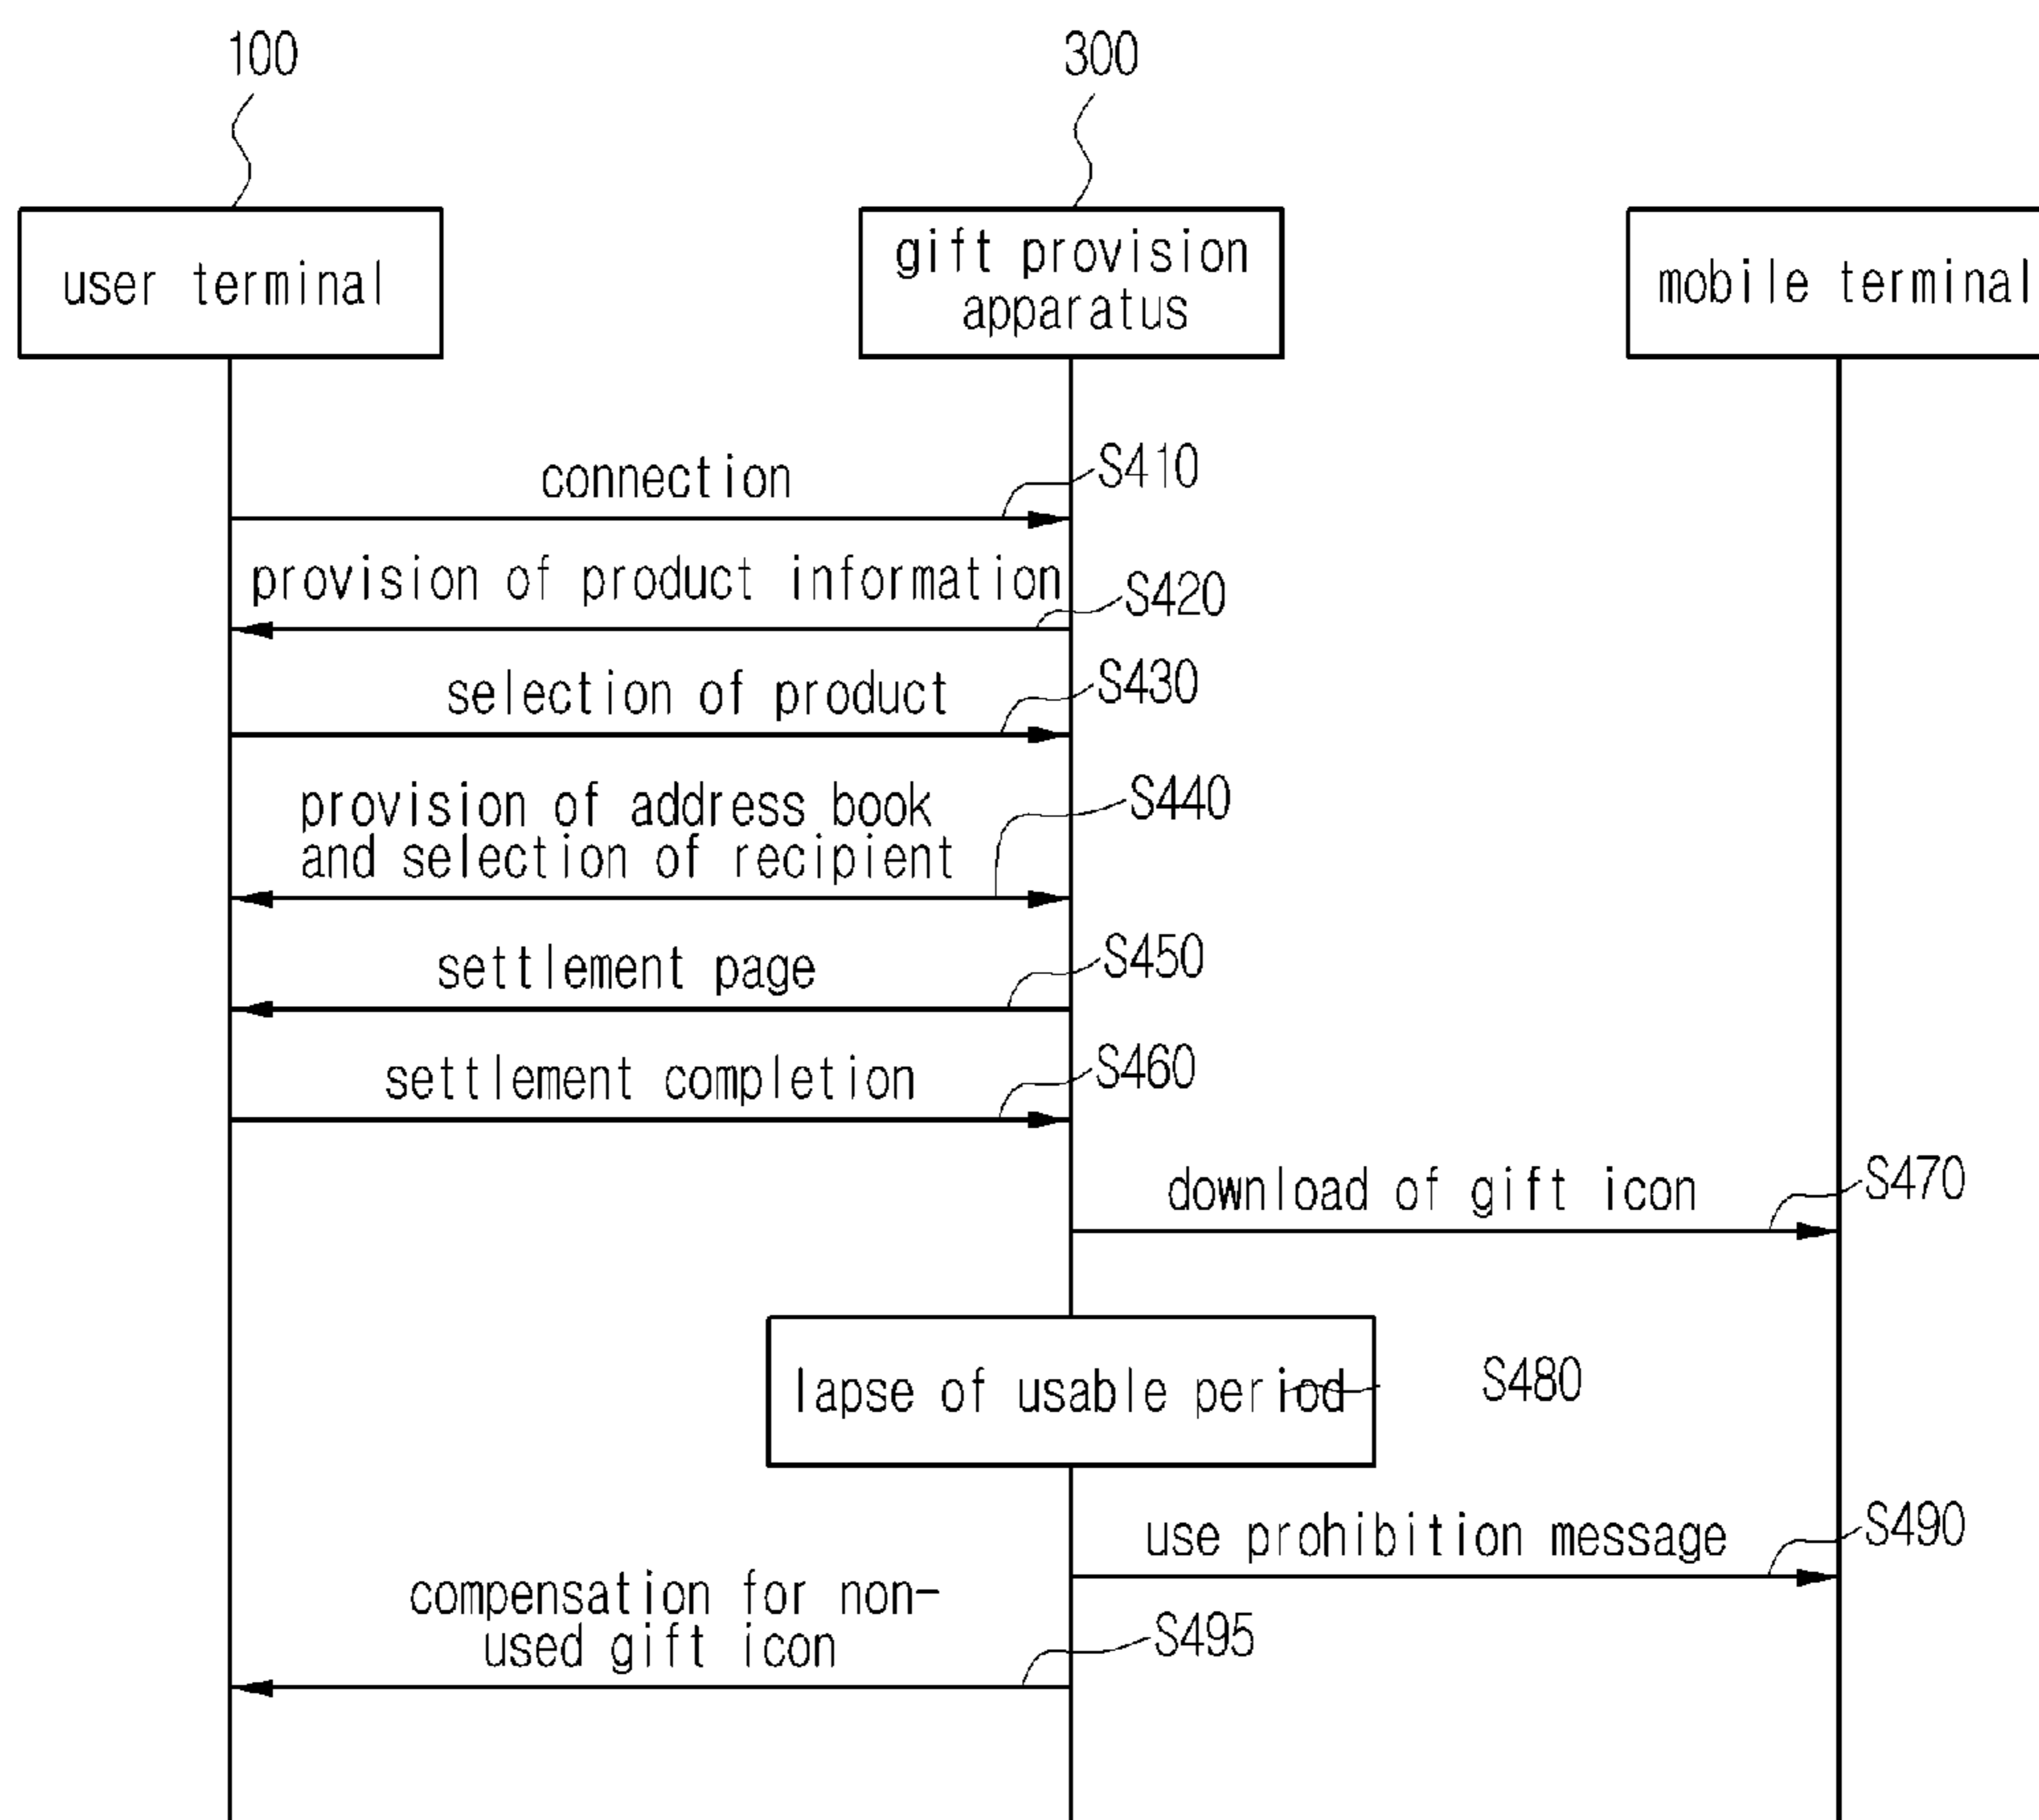 100
300
user terminal
gift provision
apparatus
mobile terminal
connection
S410
provision of product information
S420
selection of product
S430
provision of address book
and selection of recipient
S440
settlement page
S450
settlement completion
S460
download of gift icon
S470
lapse of usable period
S480
use prohibition message
S490
compensation for non-
used gift icon
S495